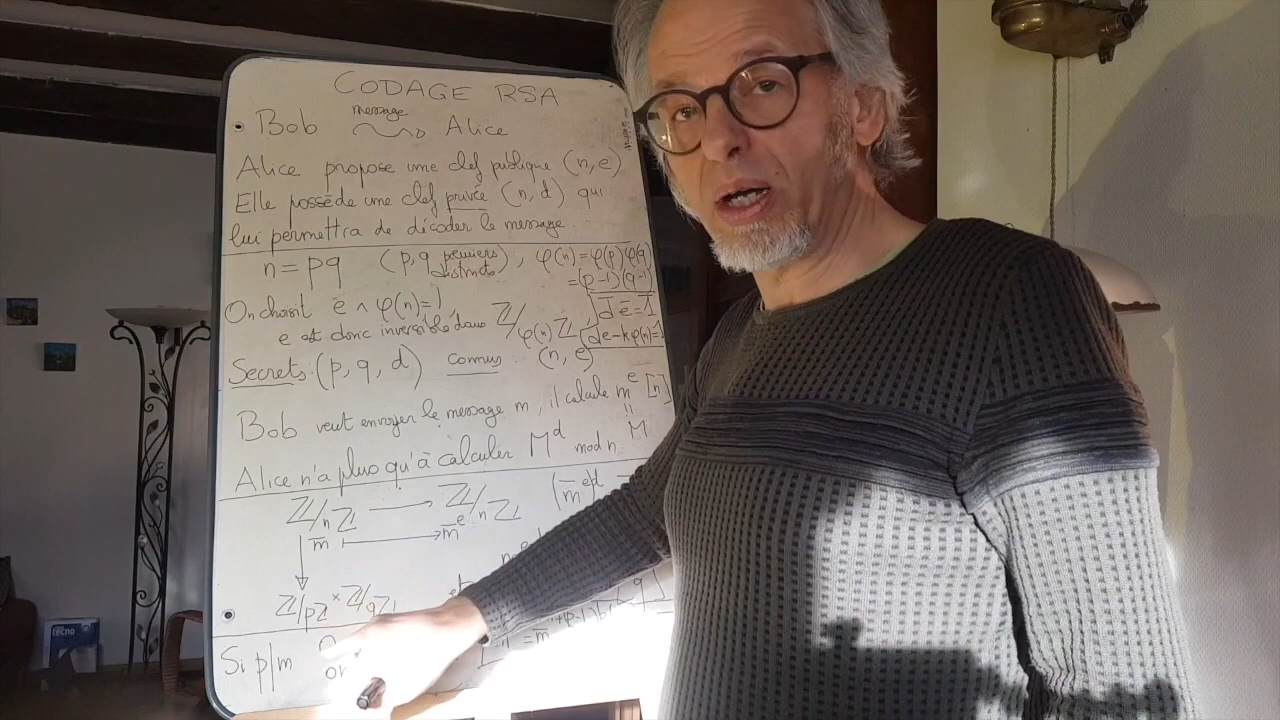 CODAGE RSA
message
Bob Alice
Alice propose une clef publique (n, e)
Elle possède une clef privée (n, d) qui
lui permettra de décoder le message.
n = pq (p, q premiers distincts), φ(n) = φ(p) φ(q)
= (p-1)(q-1)
On choisit e ∧ φ(n) = 1
d̄ ē = 1̄
e est donc inversible dans ℤ/φ(n)ℤ
de - kφ(n) = 1
Secrets : (p, q, d) connus : (n, e)
Bob veut envoyer le message m, il calcule m^e [n]
=
M
Alice n'a plus qu'à calculer M^d mod n
ℤ/nℤ → ℤ/nℤ
m̄ ↦ m̄^e
ℤ/pℤ × ℤ/qℤ
Si p|m
tecno